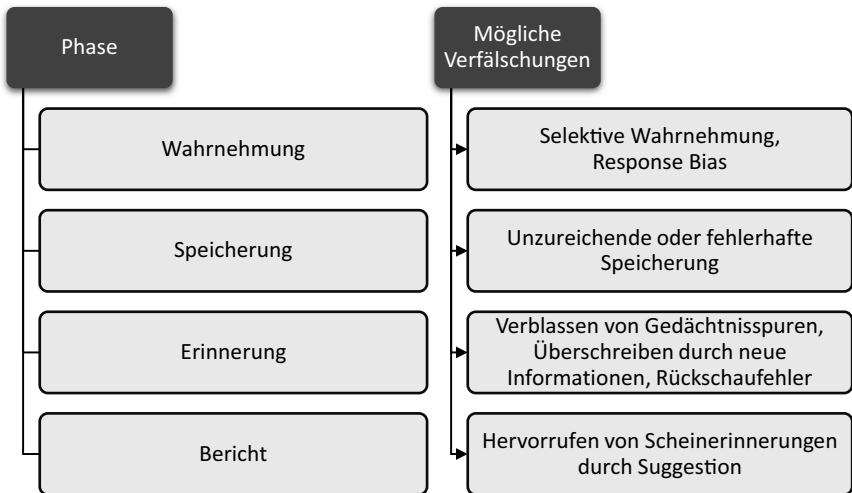 Phase
Mögliche
Verfälschungen
Wahrnehmung
Selektive Wahrnehmung,
Response Bias
Speicherung
Unzureichende oder fehlerhafte
Speicherung
Erinnerung
Verblassen von Gedächtnisspuren,
Überschreiben durch neue
Informationen, Rückschaufehler
Bericht
Hervorrufen von Scheinerinnerungen
durch Suggestion